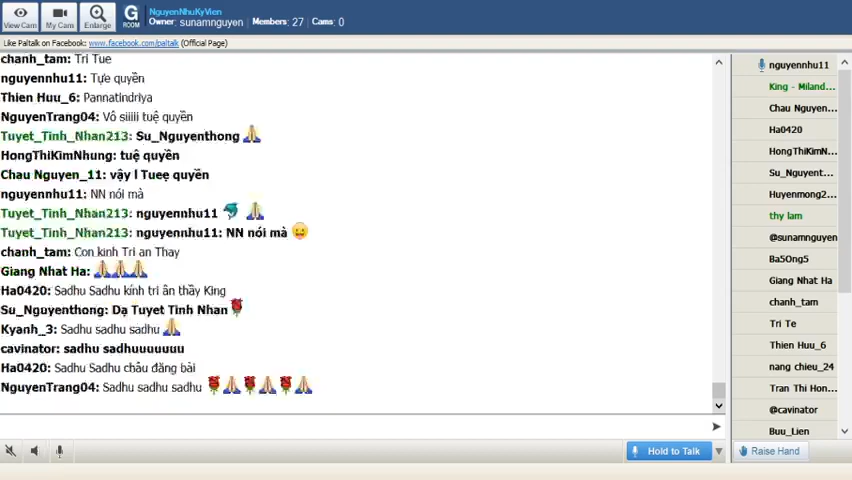 View Cam
My Cam
Enlarge
G
ROOM
NguyenNhuKyVien
Owner: sunamnguyen Members: 27 Cams: 0
Like Paltalk on Facebook: www.facebook.com/paltalk (Official Page)
chanh_tam: Tri Tue
nguyennhu11: Tựe quyền
Thien Huu_6: Pannatindriya
NguyenTrang04: Vô siiiii tuệ quyền
Tuyet_Tinh_Nhan213: Su_Nguyenthong
HongThiKimNhung: tuệ quyền
Chau Nguyen_11: vậy l Tueẹ quyền
nguyennhu11: NN nói mà
Tuyet_Tinh_Nhan213: nguyennhu11
Tuyet_Tinh_Nhan213: nguyennhu11: NN nói mà
chanh_tam: Con kinh Tri an Thay
Giang Nhat Ha:
Ha0420: Sadhu Sadhu kính tri ân thầy King
Su_Nguyenthong: Dạ Tuyet Tinh Nhan
Kyanh_3: Sadhu sadhu sadhu
cavinator: sadhu sadhuuuuuuu
Ha0420: Sadhu Sadhu châu đăng bài
NguyenTrang04: Sadhu sadhu sadhu
nguyennhu11
King - Miland...
Chau Nguyen...
Ha0420
HongThiKimN...
Su_Nguyent...
Huyenmong2...
thy lam
@sunamnguyen
Ba5Ong5
Giang Nhat Ha
chanh_tam
Tri Te
Thien Huu_6
nang chieu_24
Tran Thi Hon...
@cavinator
Buu_Lien
Hold to Talk
Raise Hand